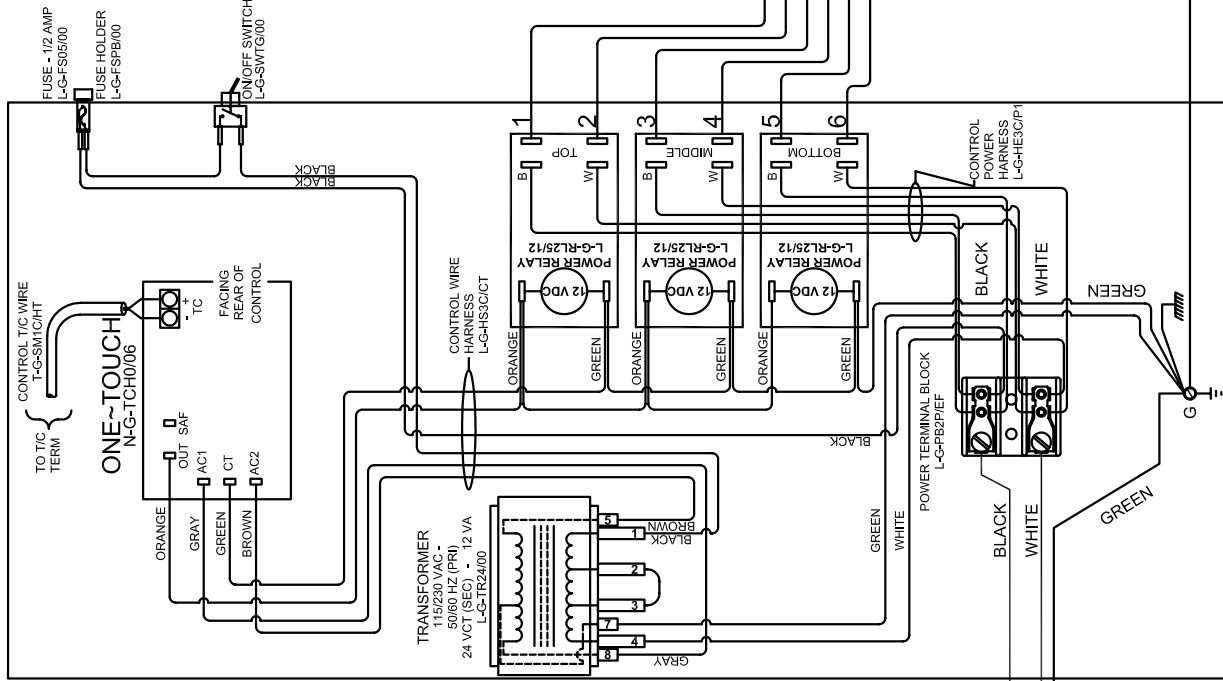 FUSE - 1/2 AMP
L-G-FS05/00
FUSE HOLDER
L-G-FSPB/00
ON/OFF SWITCH
L-G-SWTG/00
BLACK
BLACK
1
2
3
4
5
6
TOP
MIDDLE
BOTTOM
B
W
B
W
B
W
POWER RELAY
L-G-RL25/12
POWER RELAY
L-G-RL25/12
POWER RELAY
L-G-RL25/12
12 VDC
12 VDC
12 VDC
CONTROL
POWER
HARNESS
L-G-HE3C/P1
BLACK
WHITE
GREEN
CONTROL T/C WIRE
T-G-SM1C/HT
TO T/C
TERM
ONE~TOUCH
N-G-TCH0/06
- +
TC
FACING
REAR OF
CONTROL
OUT
SAF
AC1
CT
AC2
ORANGE
GRAY
GREEN
BROWN
CONTROL WIRE
HARNESS
L-G-HS3C/CT
ORANGE
GREEN
ORANGE
GREEN
ORANGE
GREEN
BLACK
POWER TERMINAL BLOCK
L-G-PB2P/EF
G
TRANSFORMER
115/230 VAC -
50/60 HZ (PRI)
24 VCT (SEC) - 12 VA
L-G-TR24/00
5
1
2
3
7
4
8
BROWN
BLACK
GRAY
GREEN
WHITE
BLACK
WHITE
GREEN